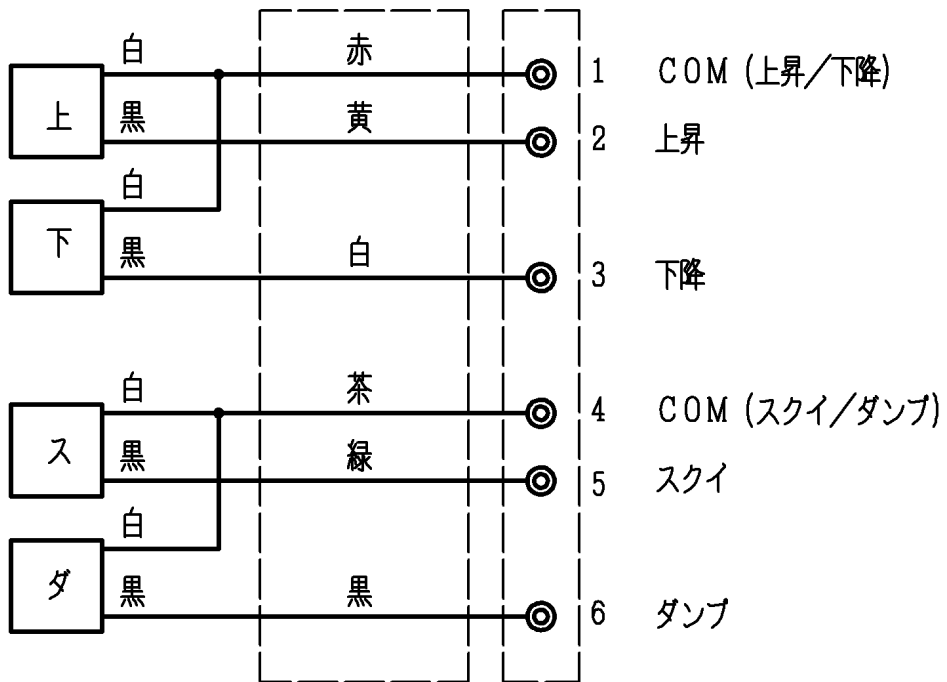 白 赤 1 COM (上昇/下降)
上 黒 黄 2 上昇
白
下 黒 白 3 下降
白 茶 4 COM (スクイ/ダンプ)
ス 黒 緑 5 スクイ
白
ダ 黒 黒 6 ダンプ